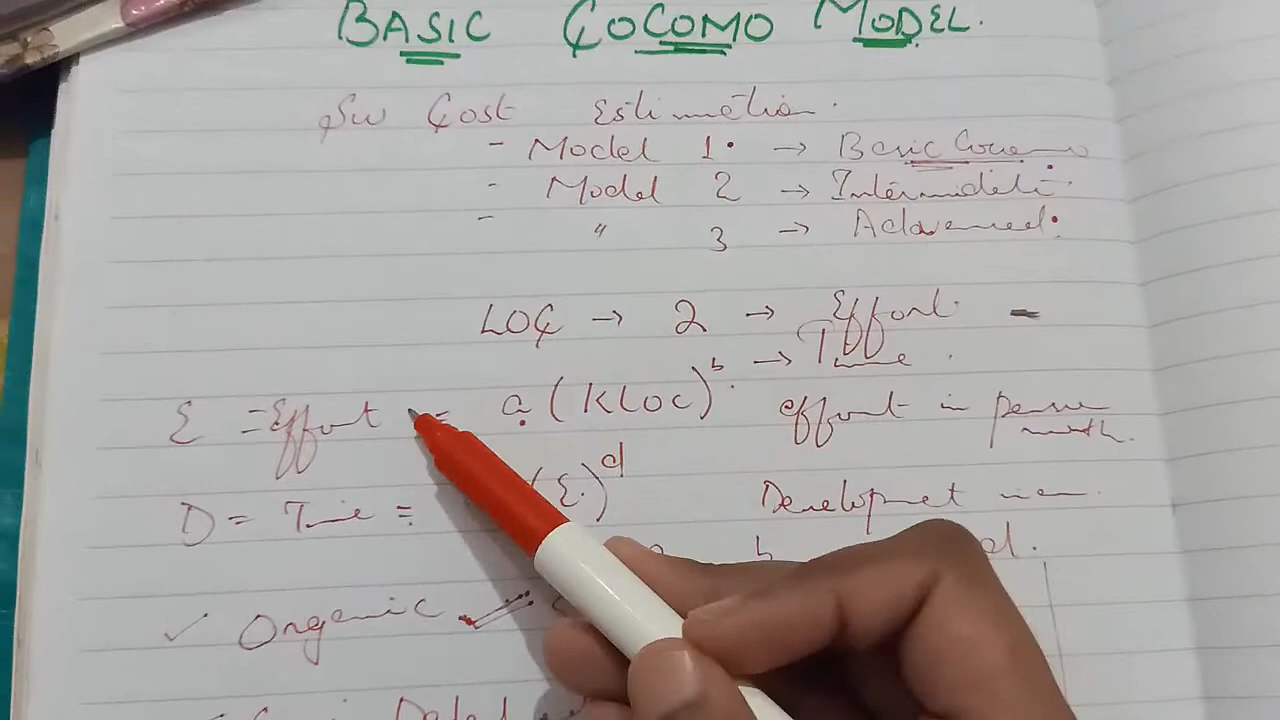 BASIC COCOMO MODEL.
SW Cost Estimation.
- Model 1. → Basic Cocomo
- Model 2 → Intermediate
- " 3 → Advanced.
LOC → 2 → Effort.
→ Time.
E = Effort = a (KLOC)^b. effort in person month.
D = Time = (E.)^d Development
b d.
✓ Organic